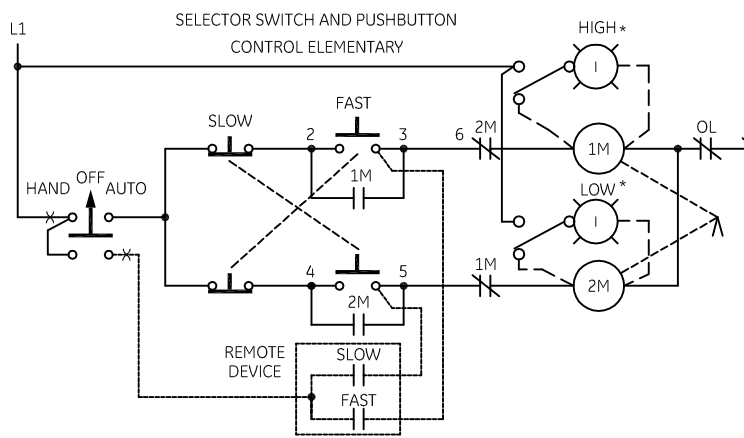 SELECTOR SWITCH AND PUSHBUTTON
CONTROL ELEMENTARY
L1
HIGH*
I
FAST
SLOW
2
3
6
2M
1M
OL
1M
OFF
HAND
AUTO
LOW*
I
4
5
1M
2M
2M
REMOTE
DEVICE
SLOW
FAST